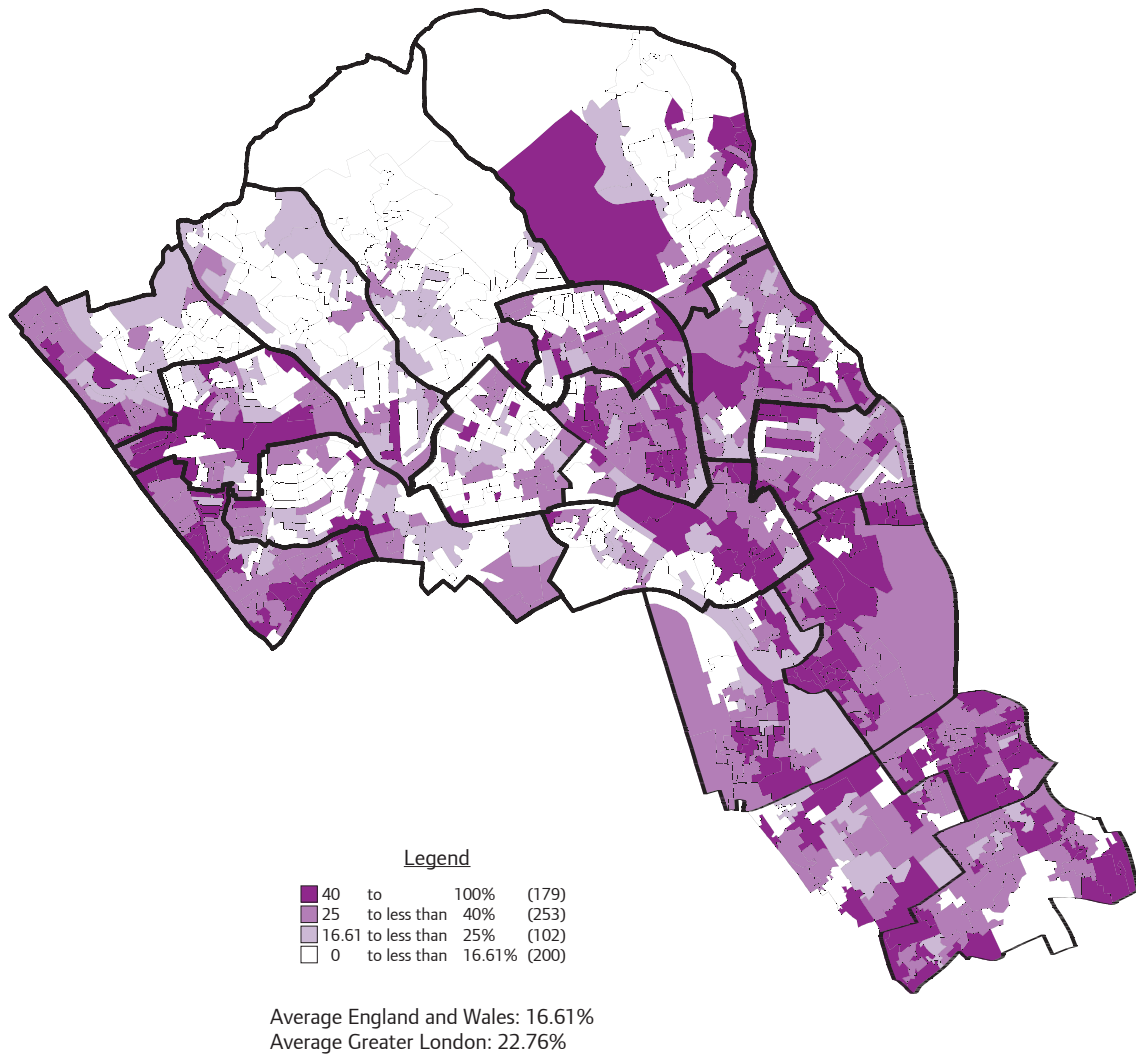 Legend
40 to 100% (179)
25 to less than 40% (253)
16.61 to less than 25% (102)
0 to less than 16.61% (200)
Average England and Wales: 16.61%
Average Greater London: 22.76%